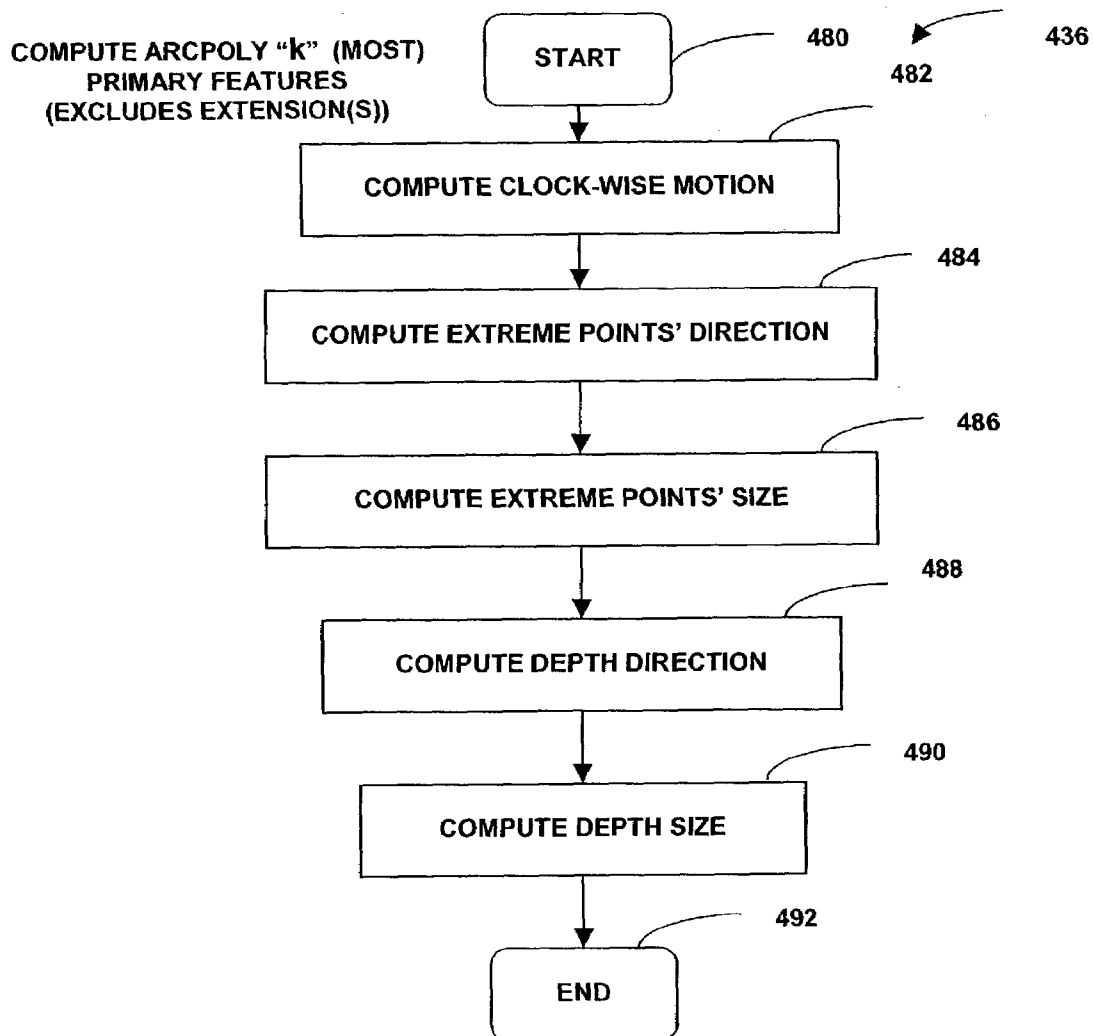 COMPUTE ARCPOLY “k” (MOST)
PRIMARY FEATURES
(EXCLUDES EXTENSION(S))
START
480
436
482
COMPUTE CLOCK-WISE MOTION
484
COMPUTE EXTREME POINTS’ DIRECTION
486
COMPUTE EXTREME POINTS’ SIZE
488
COMPUTE DEPTH DIRECTION
490
COMPUTE DEPTH SIZE
492
END